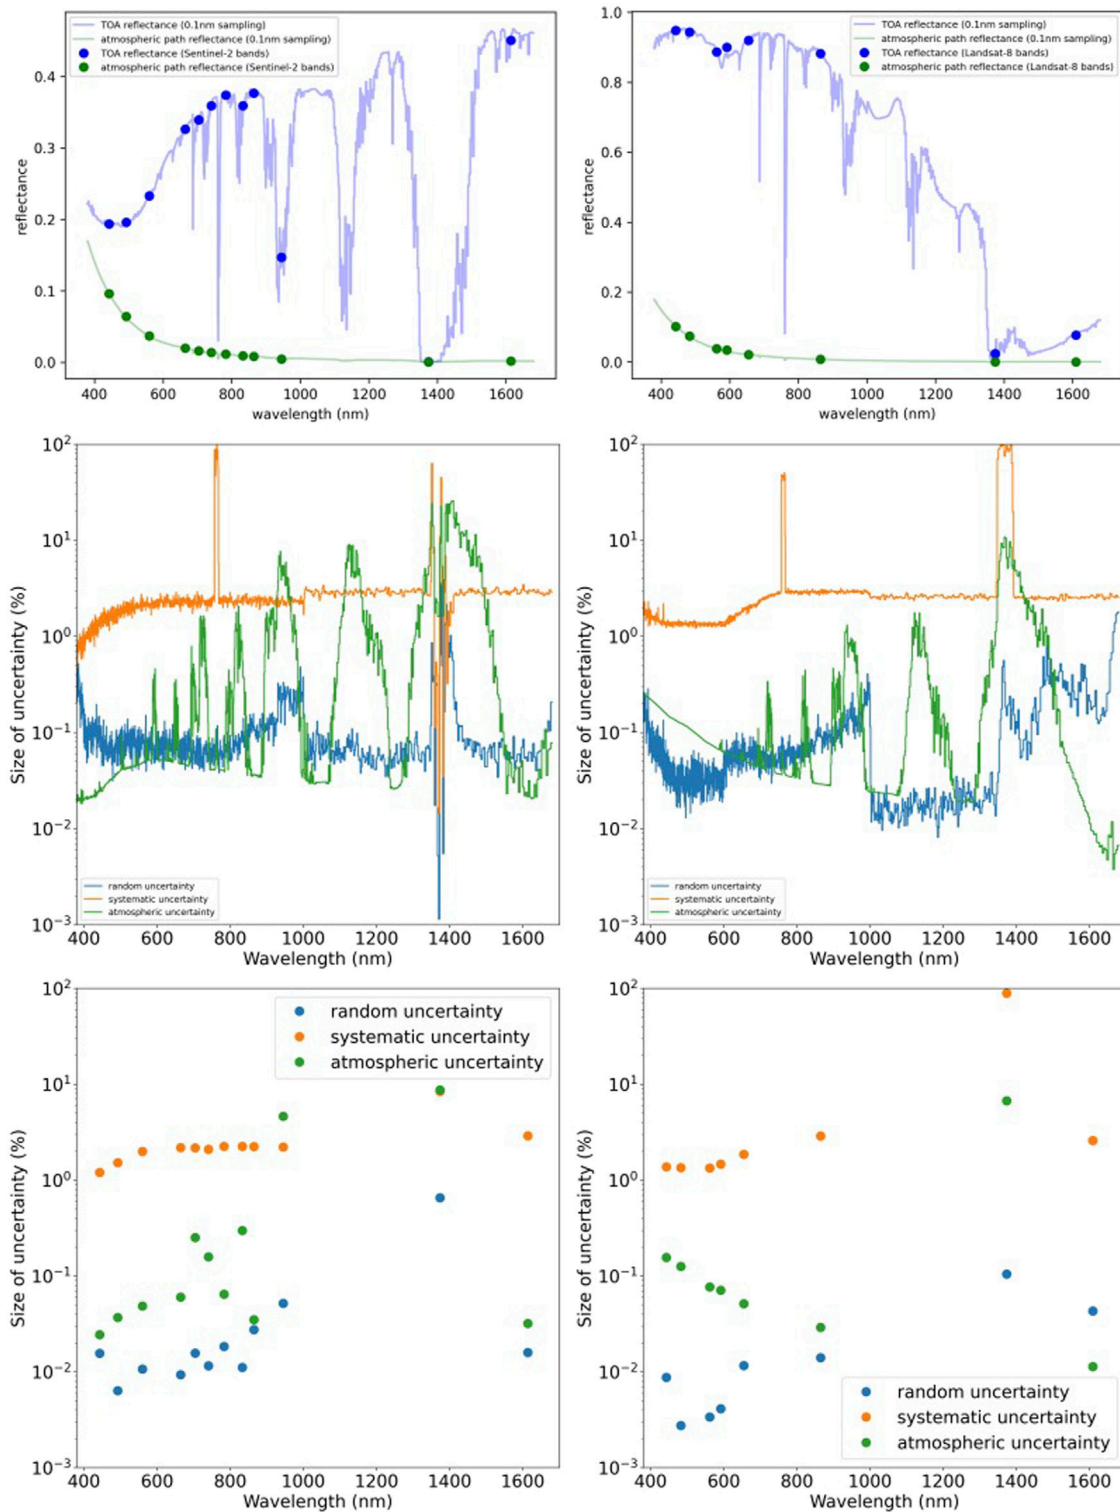 TOA reflectance (0.1nm sampling)
atmospheric path reflectance (0.1nm sampling)
TOA reflectance (Sentinel-2 bands)
atmospheric path reflectance (Sentinel-2 bands)
0.4
0.3
0.2
0.1
0.0
reflectance
400 600 800 1000 1200 1400 1600
wavelength (nm)
TOA reflectance (0.1nm sampling)
atmospheric path reflectance (0.1nm sampling)
TOA reflectance (Landsat-8 bands)
atmospheric path reflectance (Landsat-8 bands)
1.0
0.8
0.6
0.4
0.2
0.0
reflectance
400 600 800 1000 1200 1400 1600
wavelength (nm)
10²
10¹
10⁰
10⁻¹
10⁻²
10⁻³
Size of uncertainty (%)
random uncertainty
systematic uncertainty
atmospheric uncertainty
400 600 800 1000 1200 1400 1600
Wavelength (nm)
10²
10¹
10⁰
10⁻¹
10⁻²
10⁻³
Size of uncertainty (%)
random uncertainty
systematic uncertainty
atmospheric uncertainty
400 600 800 1000 1200 1400 1600
Wavelength (nm)
10²
10¹
10⁰
10⁻¹
10⁻²
10⁻³
Size of uncertainty (%)
random uncertainty
systematic uncertainty
atmospheric uncertainty
400 600 800 1000 1200 1400 1600
Wavelength (nm)
10²
10¹
10⁰
10⁻¹
10⁻²
10⁻³
Size of uncertainty (%)
random uncertainty
systematic uncertainty
atmospheric uncertainty
400 600 800 1000 1200 1400 1600
Wavelength (nm)